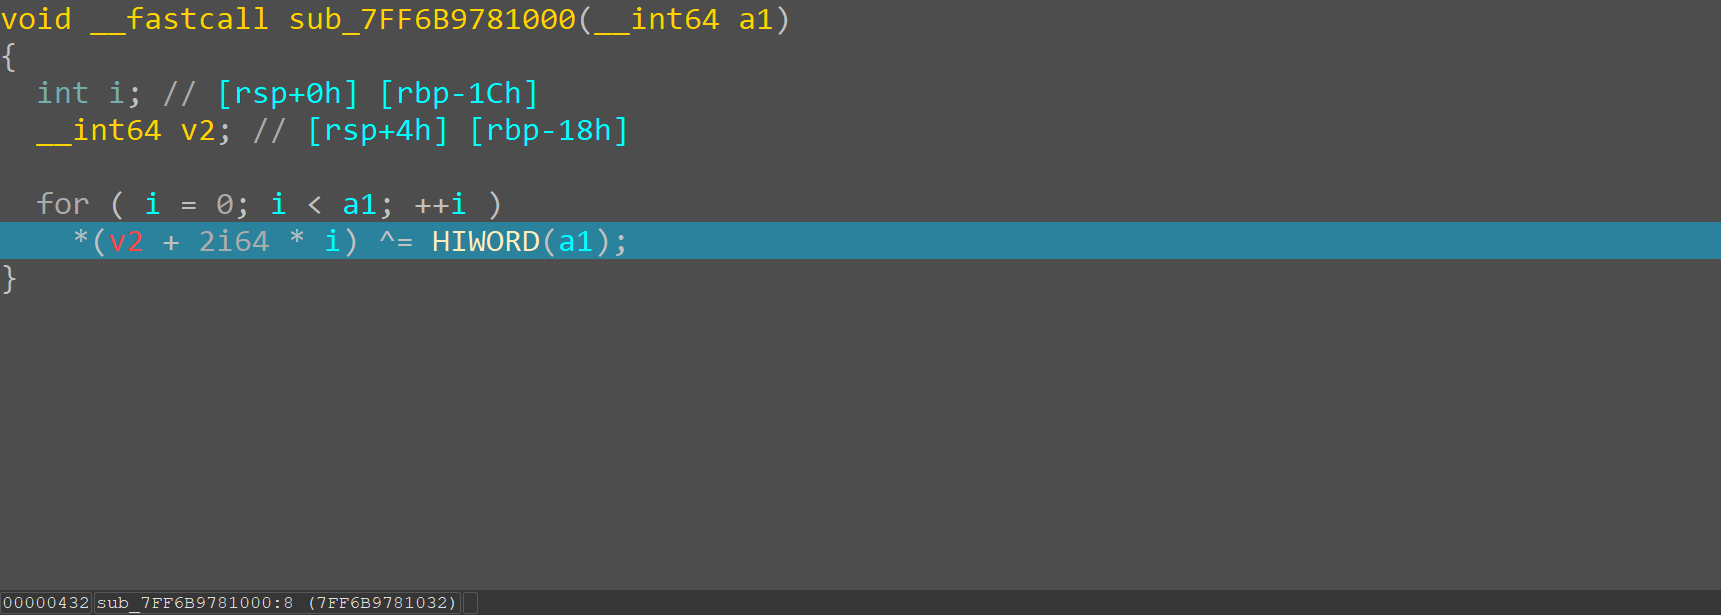 void __fastcall sub_7FF6B9781000(__int64 a1)
{
  int i; // [rsp+0h] [rbp-1Ch]
  __int64 v2; // [rsp+4h] [rbp-18h]

  for ( i = 0; i < a1; ++i )
    *(v2 + 2i64 * i) ^= HIWORD(a1);
}
00000432 sub_7FF6B9781000:8 (7FF6B9781032)